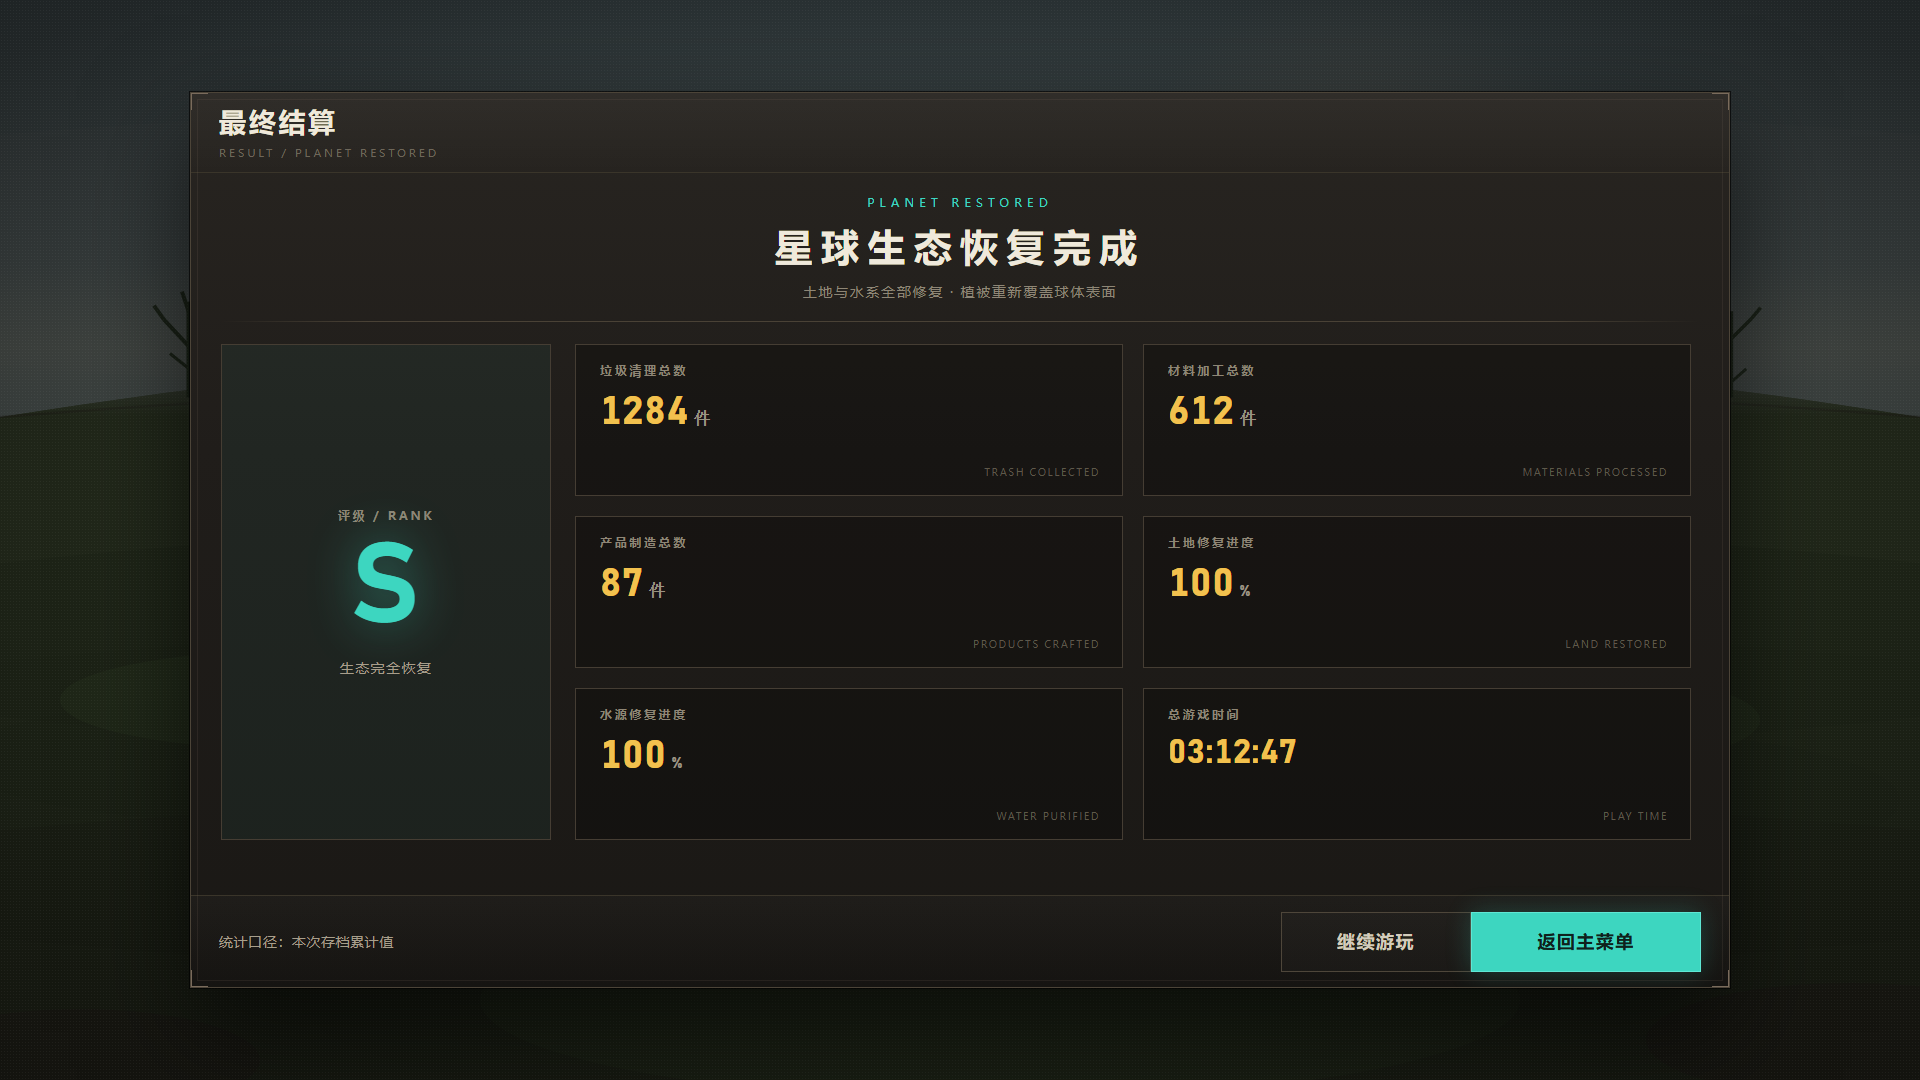 最终结算
RESULT / PLANET RESTORED
PLANET RESTORED
星球生态恢复完成
土地与水系全部修复 · 植被重新覆盖球体表面
评级 / RANK
S
生态完全恢复
垃圾清理总数
1284 件
TRASH COLLECTED
材料加工总数
612 件
MATERIALS PROCESSED
产品制造总数
87 件
PRODUCTS CRAFTED
土地修复进度
100 %
LAND RESTORED
水源修复进度
100 %
WATER PURIFIED
总游戏时间
03:12:47
PLAY TIME
统计口径：本次存档累计值
继续游玩
返回主菜单